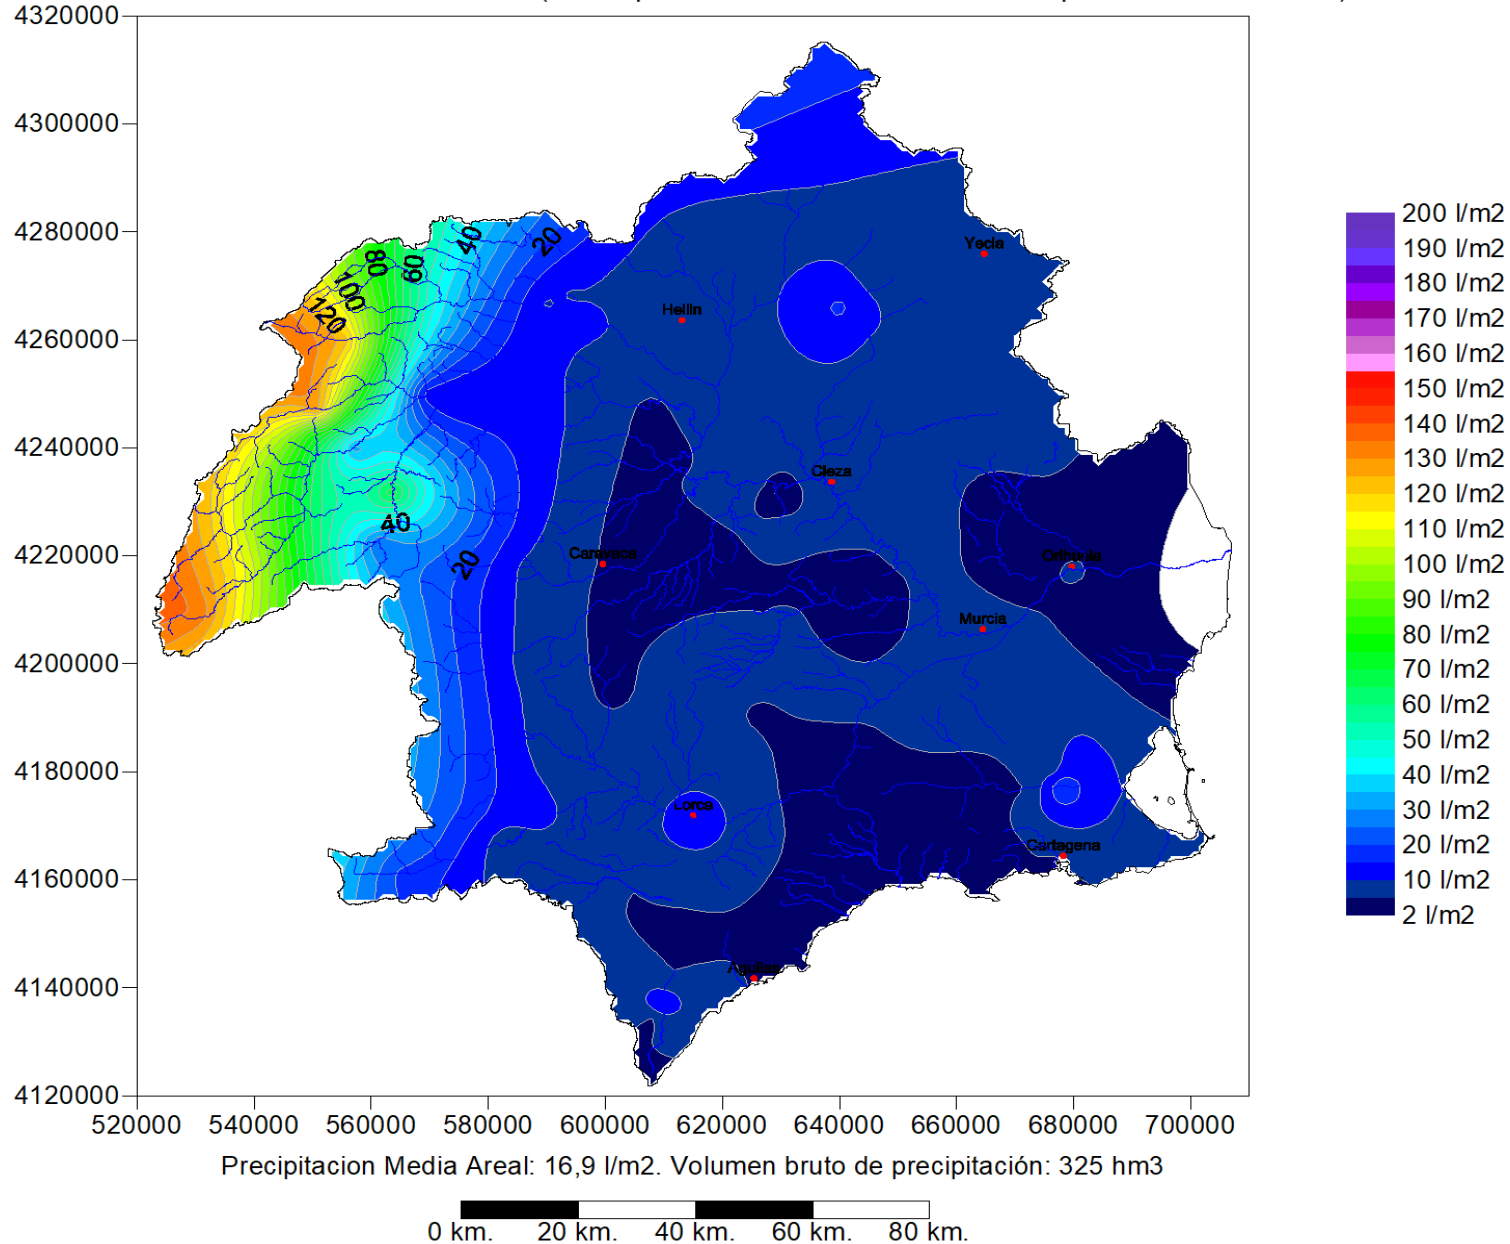 4320000
4300000
4280000
4260000
4240000
4220000
4200000
4180000
4160000
4140000
4120000
520000 540000 560000 580000 600000 620000 640000 660000 680000 700000
120
100
80
60
40
20
40
20
Yecla
Hellin
Cieza
Caravaca
Orihuela
Murcia
Lorca
Cartagena
Aguilas
200 l/m2
190 l/m2
180 l/m2
170 l/m2
160 l/m2
150 l/m2
140 l/m2
130 l/m2
120 l/m2
110 l/m2
100 l/m2
90 l/m2
80 l/m2
70 l/m2
60 l/m2
50 l/m2
40 l/m2
30 l/m2
20 l/m2
10 l/m2
2 l/m2
Precipitacion Media Areal: 16,9 l/m2. Volumen bruto de precipitación: 325 hm3
0 km. 20 km. 40 km. 60 km. 80 km.